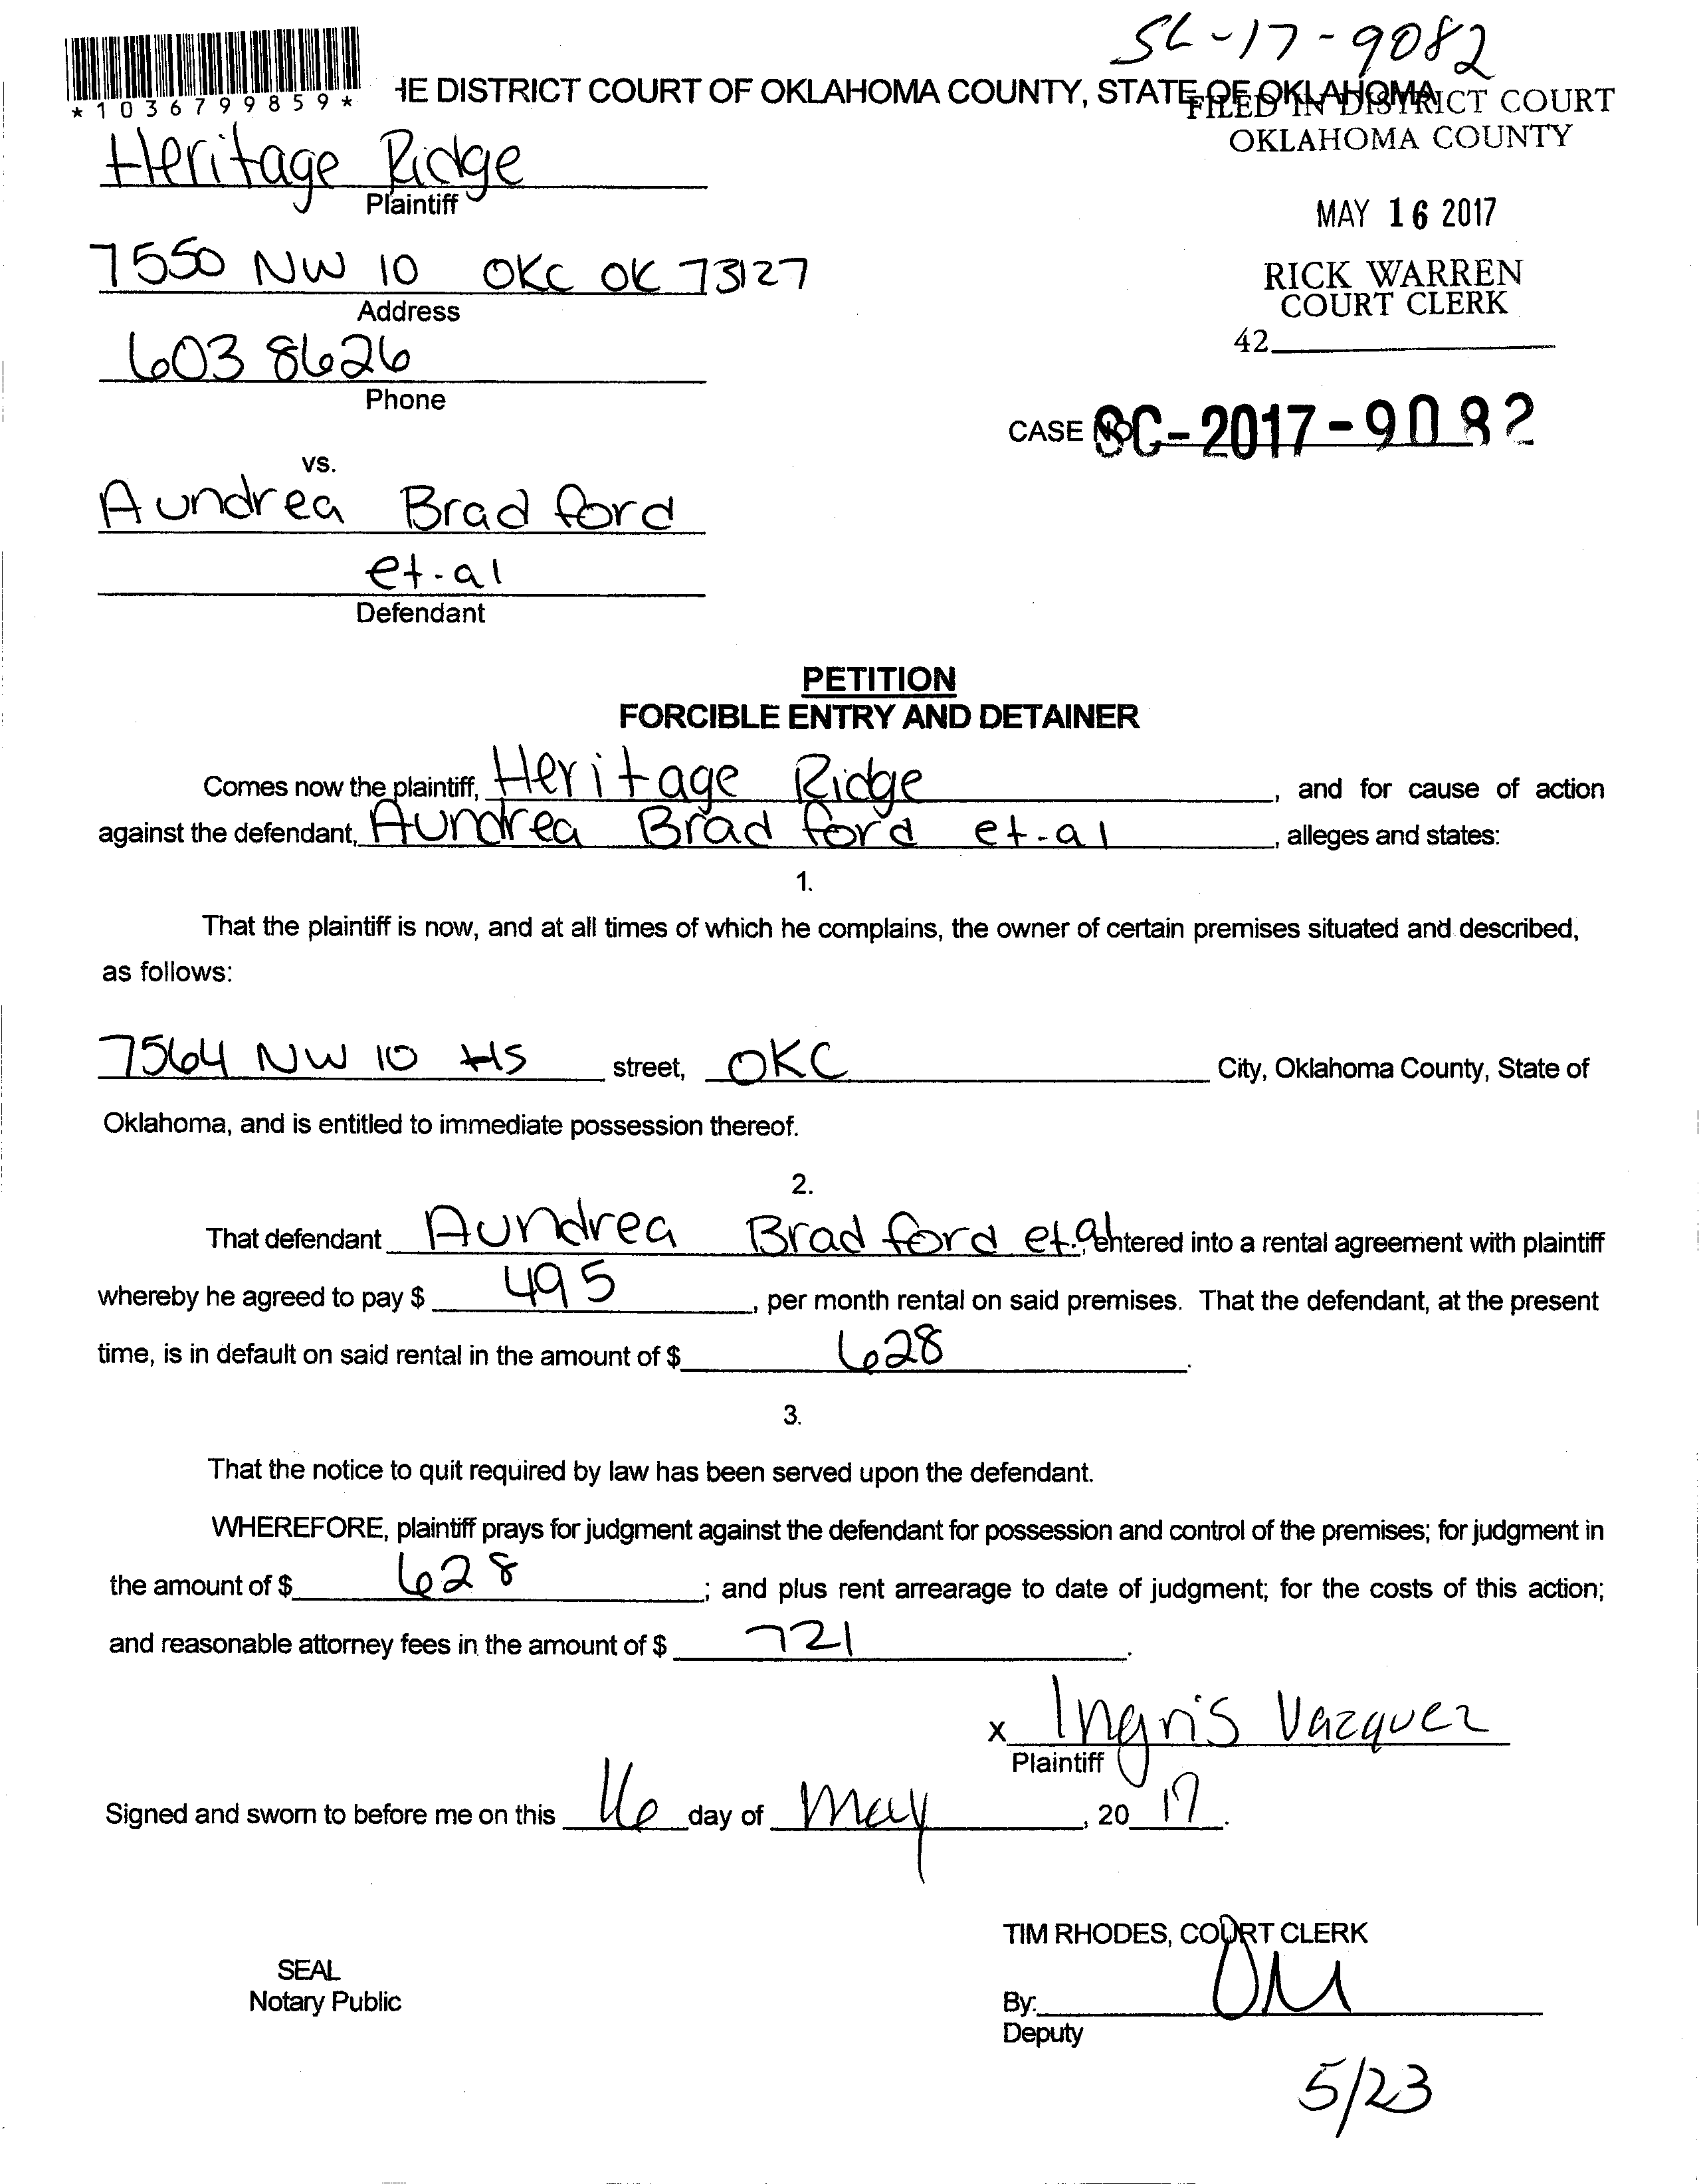 SC-17-9082
*1036799859*
HE DISTRICT COURT OF OKLAHOMA COUNTY, STATE OF OKLAHOMA
FILED IN DISTRICT COURT
OKLAHOMA COUNTY
Heritage Ridge
Plaintiff
MAY 16 2017
7550 NW 10 OKC OK 73127
Address
RICK WARREN
COURT CLERK
42
603 8626
Phone
CASE NO. SC-2017-9082
vs.
Aundrea Bradford
et-al
Defendant
PETITION
FORCIBLE ENTRY AND DETAINER
Comes now the plaintiff, Heritage Ridge, and for cause of action
against the defendant, Aundrea Bradford et-al, alleges and states:
1.
That the plaintiff is now, and at all times of which he complains, the owner of certain premises situated and described,
as follows:
7564 NW 10 street, OKC City, Oklahoma County, State of
Oklahoma, and is entitled to immediate possession thereof.
2.
That defendant Aundrea Bradford et-al entered into a rental agreement with plaintiff
whereby he agreed to pay $ 495, per month rental on said premises. That the defendant, at the present
time, is in default on said rental in the amount of $ 628.
3.
That the notice to quit required by law has been served upon the defendant.
WHEREFORE, plaintiff prays for judgment against the defendant for possession and control of the premises; for judgment in
the amount of $ 628; and plus rent arrearage to date of judgment; for the costs of this action;
and reasonable attorney fees in the amount of $ 721.
x Ingris Vazquez
Plaintiff
Signed and sworn to before me on this 16 day of May, 2017.
TIM RHODES, COURT CLERK
SEAL
Notary Public
By:
Deputy
5/23